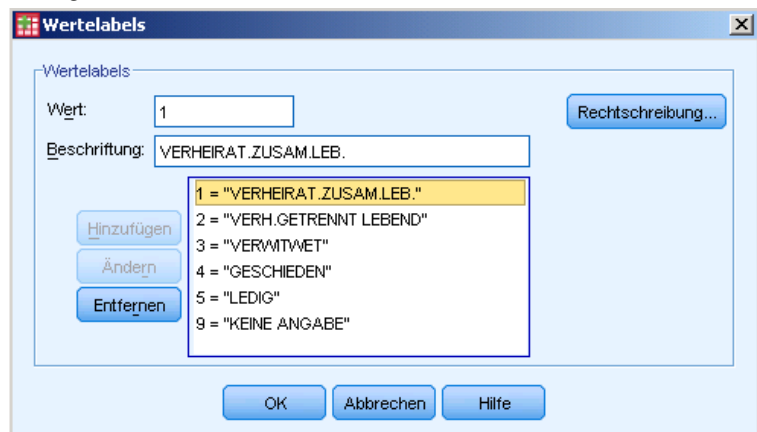 Wertelabels
Wertelabels
Wert: 1
Rechtschreibung...
Beschriftung: VERHEIRAT.ZUSAM.LEB.
1 = "VERHEIRAT.ZUSAM.LEB."
2 = "VERH.GETRENNT LEBEND"
3 = "VERWITWET"
4 = "GESCHIEDEN"
5 = "LEDIG"
9 = "KEINE ANGABE"
Hinzufügen
Ändern
Entfernen
OK Abbrechen Hilfe